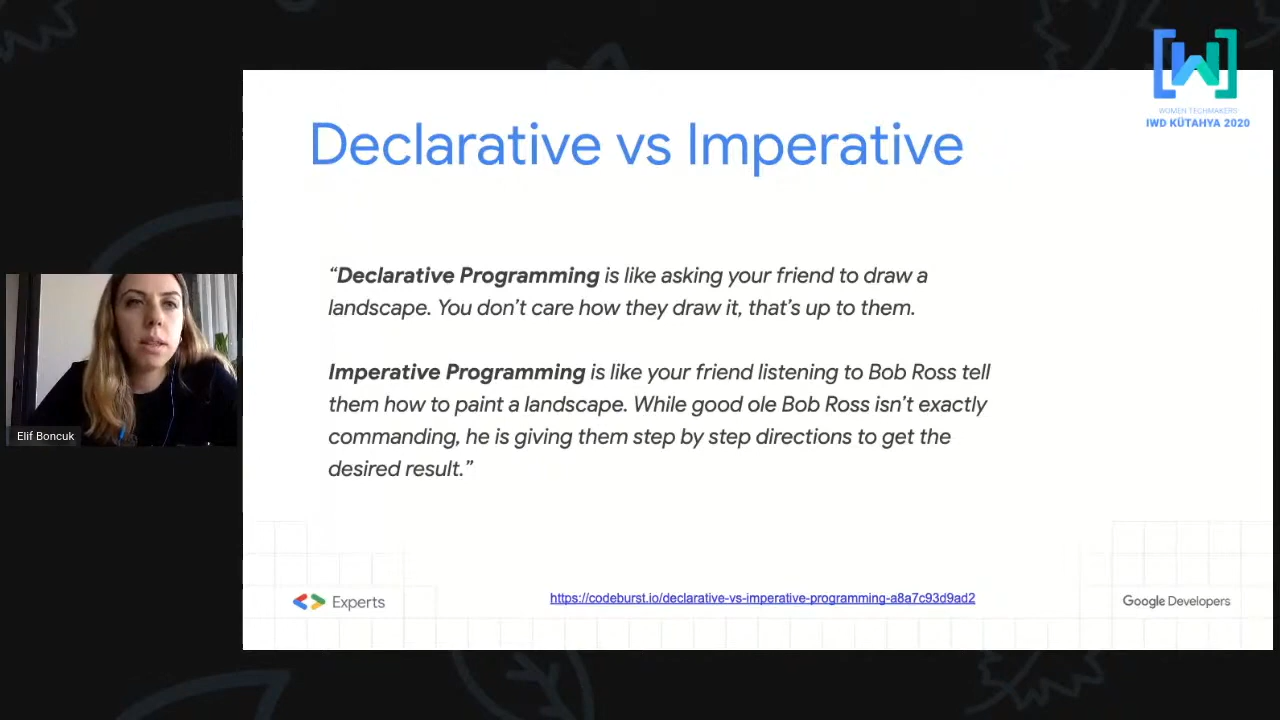 WOMEN TECHMAKERS
IWD KÜTAHYA 2020
Declarative vs Imperative
“Declarative Programming is like asking your friend to draw a
landscape. You don’t care how they draw it, that’s up to them.
Imperative Programming is like your friend listening to Bob Ross tell
them how to paint a landscape. While good ole Bob Ross isn’t exactly
commanding, he is giving them step by step directions to get the
desired result.”
Elif Boncuk
Experts
https://codeburst.io/declarative-vs-imperative-programming-a8a7c93d9ad2
Google Developers